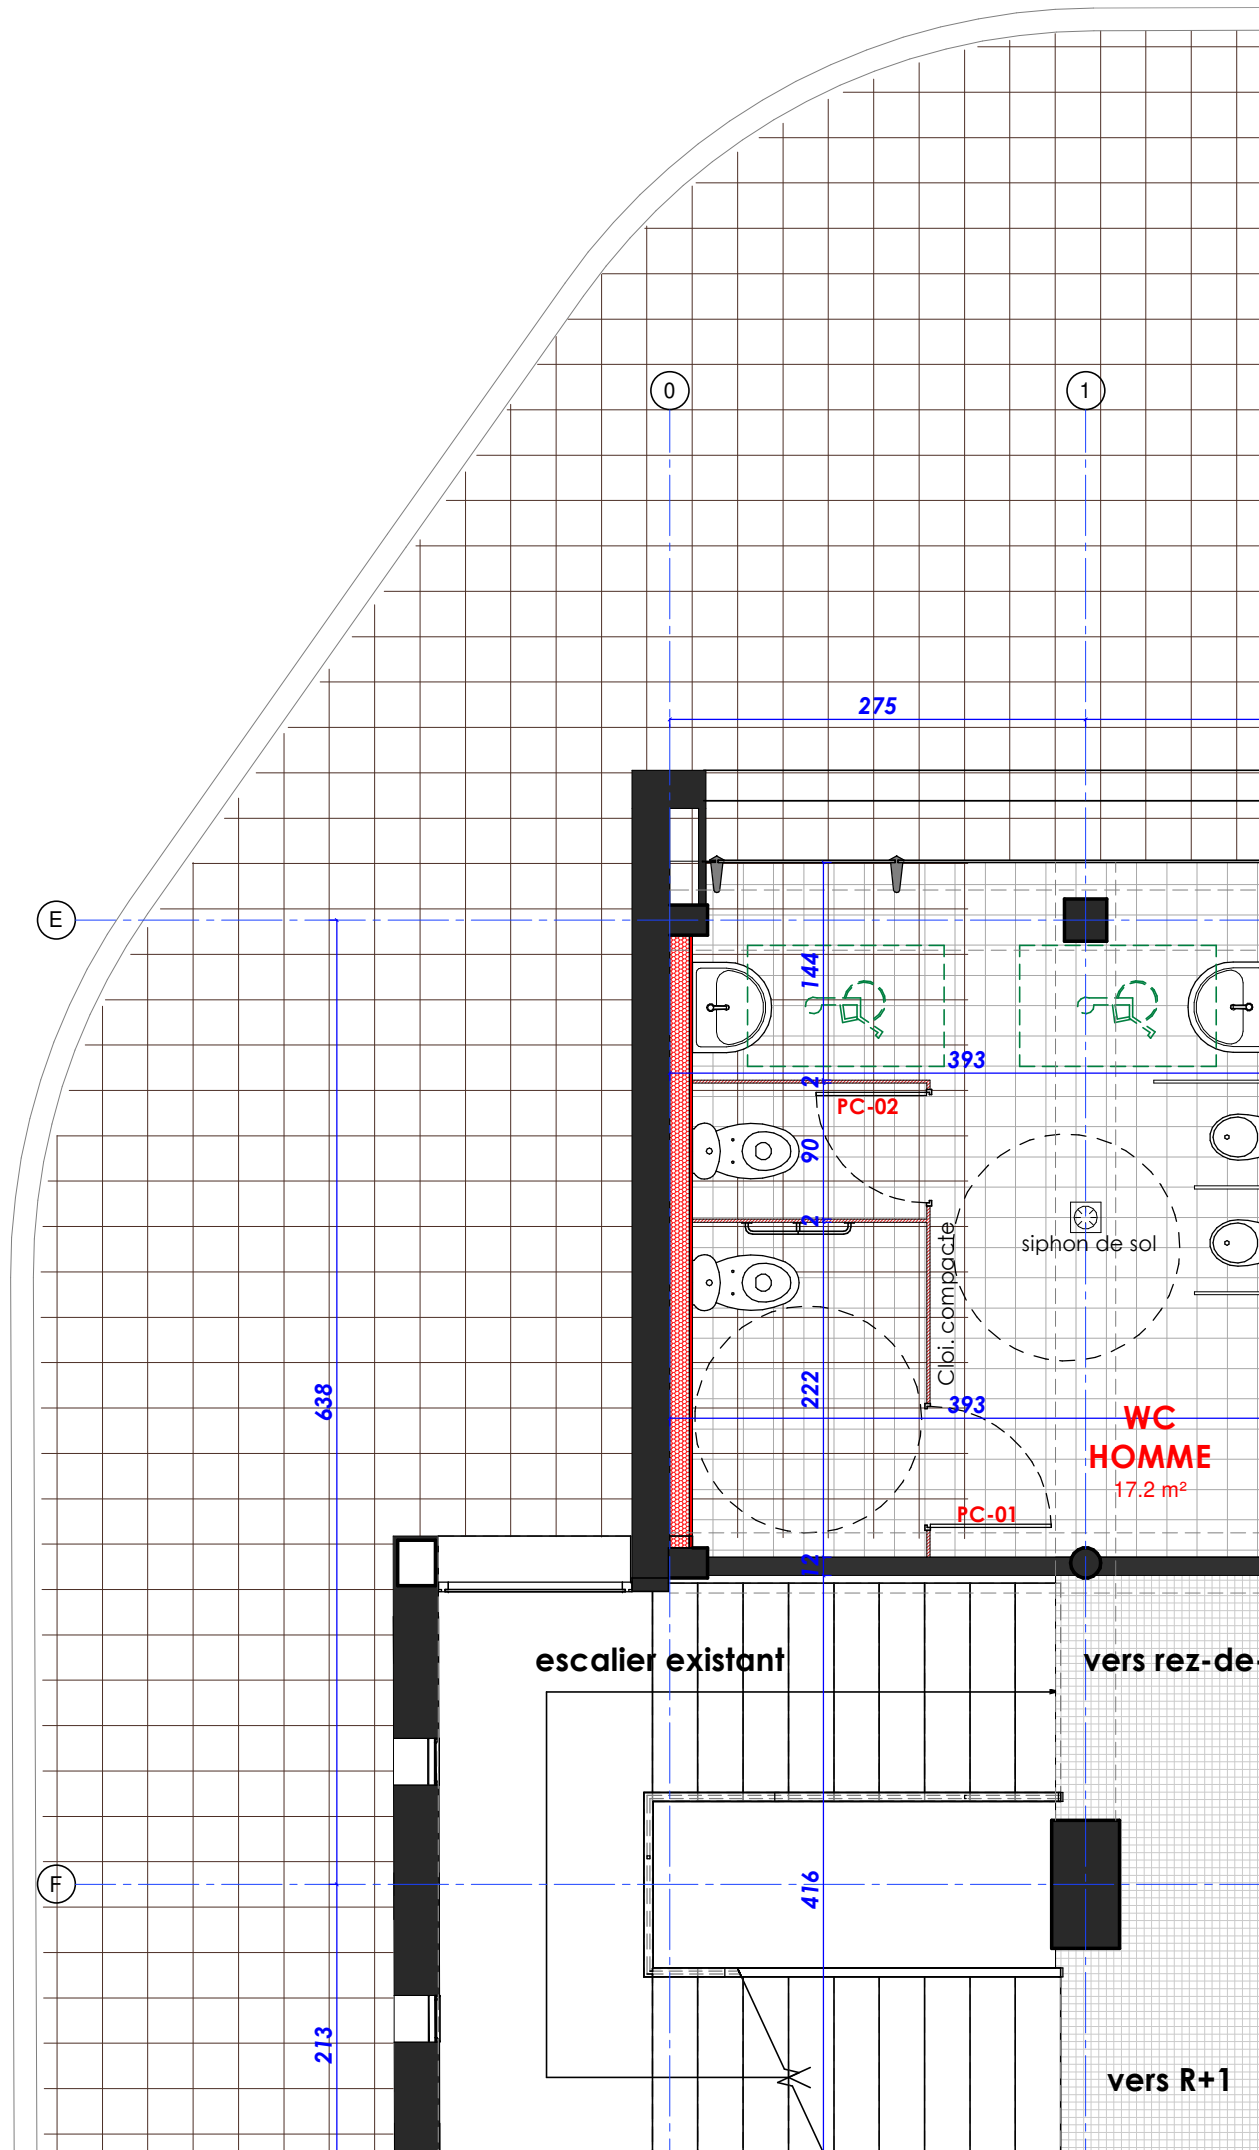 0
1
275
E
144
393
2
PC-02
90
2
siphon de sol
Cloi. compacte
222
638
393
WC
HOMME
17.2 m²
PC-01
12
escalier existant
vers rez-de-
F
416
213
vers R+1